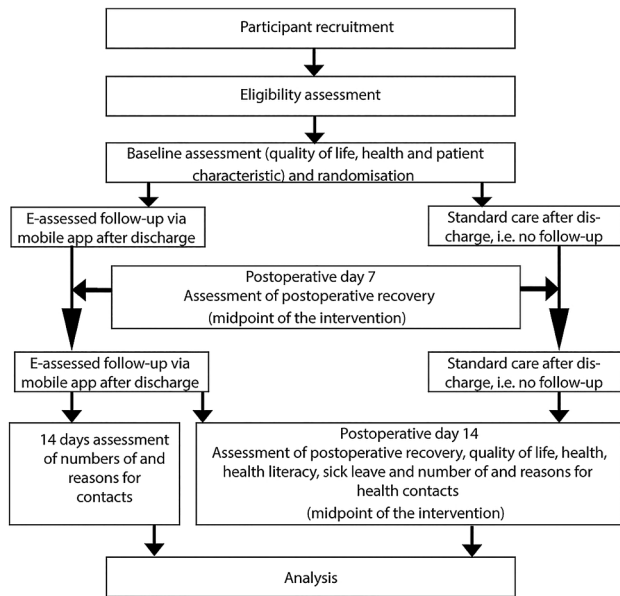 Participant recruitment
Eligibility assessment
Baseline assessment (quality of life, health and patient
characteristic) and randomisation
E-assessed follow-up via
mobile app after discharge
Standard care after dis-
charge, i.e. no follow-up
Postoperative day 7
Assessment of postoperative recovery
(midpoint of the intervention)
E-assessed follow-up via
mobile app after discharge
Standard care after dis-
charge, i.e. no follow-up
14 days assessment
of numbers of and
reasons for
contacts
Postoperative day 14
Assessment of postoperative recovery, quality of life, health,
health literacy, sick leave and number of and reasons for
health contacts
(midpoint of the intervention)
Analysis